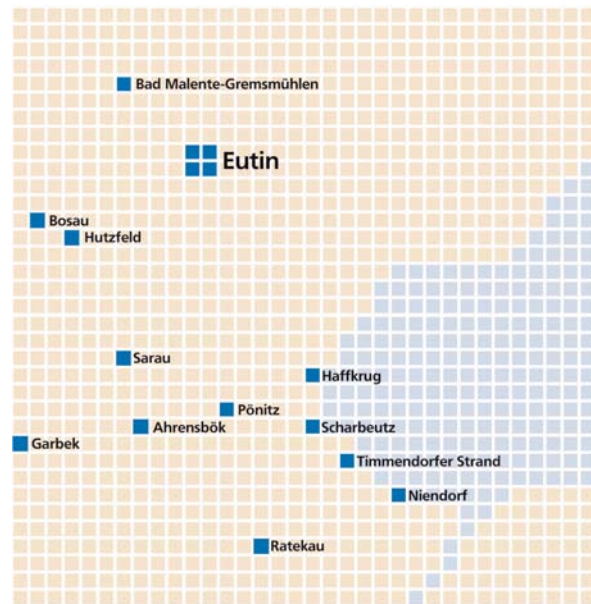 Bad Malente-Gremsmühlen
Eutin
Bosau
Hutzfeld
Sarau
Haffkrug
Pönitz
Ahrensbök
Scharbeutz
Garbek
Timmendorfer Strand
Niendorf
Ratekau